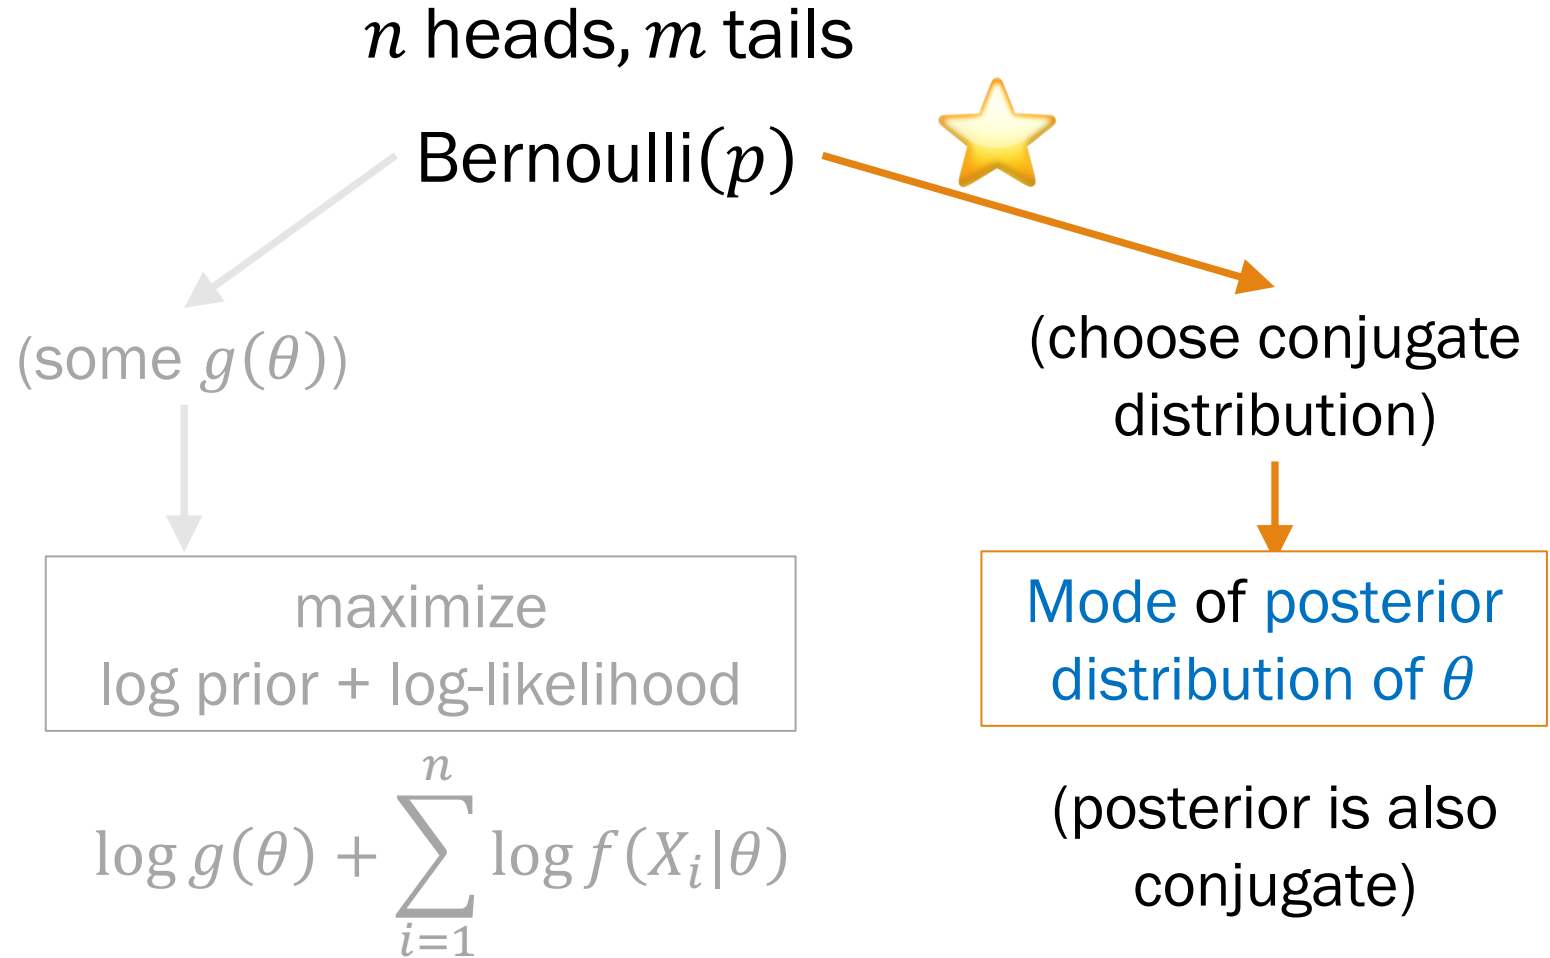 n heads, m tails
Bernoulli(p)
(some g(θ))
maximize
log prior + log-likelihood
log g(θ) + ∑_{i=1}^{n} log f(X_i|θ)
(choose conjugate
distribution)
Mode of posterior
distribution of θ
(posterior is also
conjugate)